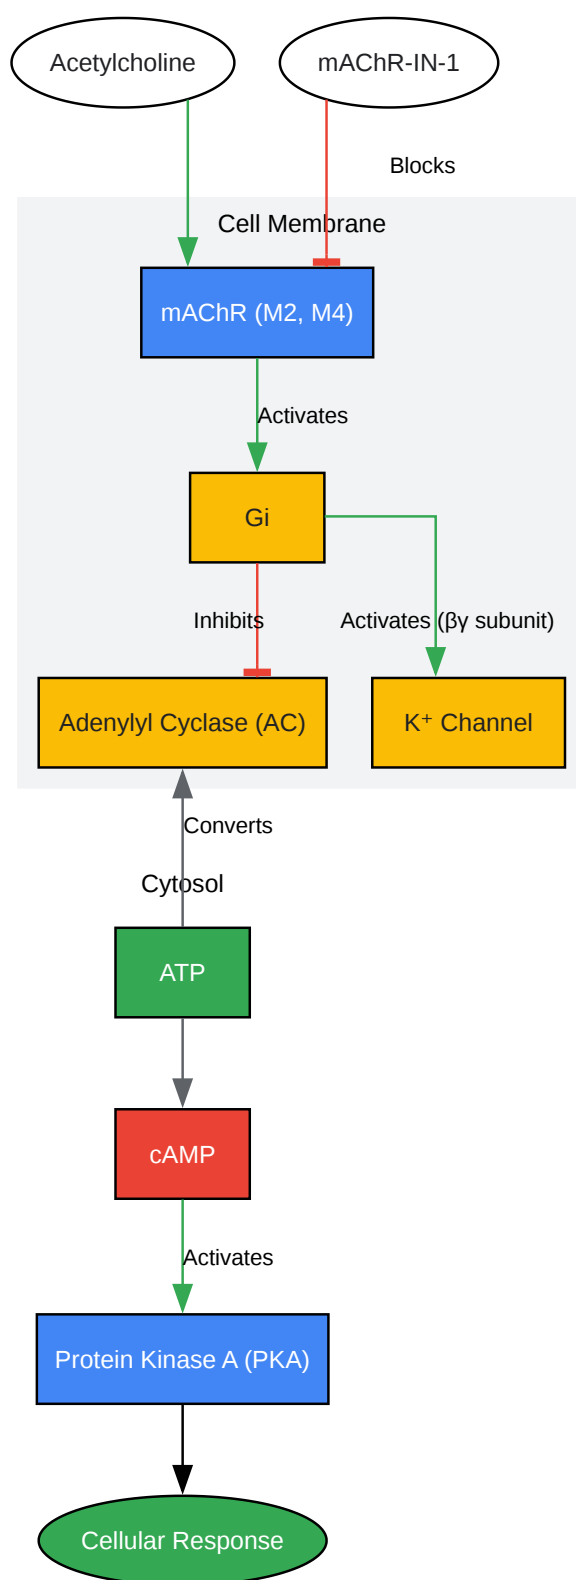 Acetylcholine
mAChR-IN-1
Blocks
Cell Membrane
mAChR (M2, M4)
Activates
Gi
Inhibits
Activates (βγ subunit)
Adenylyl Cyclase (AC)
K⁺ Channel
Converts
Cytosol
ATP
cAMP
Activates
Protein Kinase A (PKA)
Cellular Response